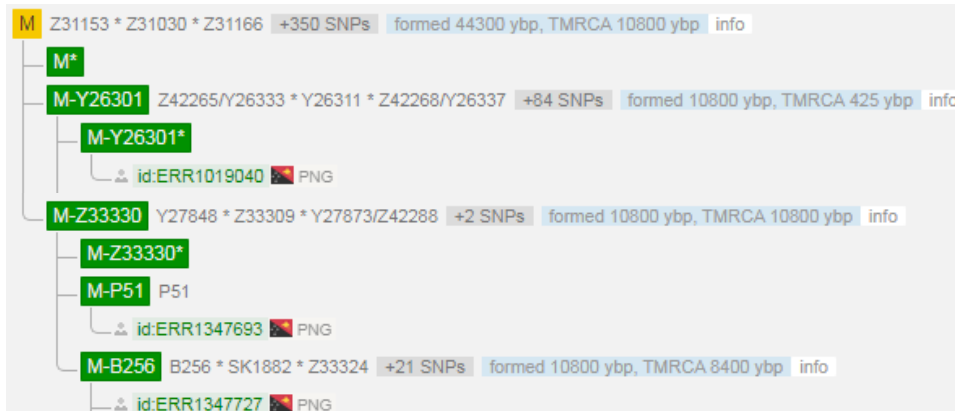 M Z31153 * Z31030 * Z31166 +350 SNPs formed 44300 ybp, TMRCA 10800 ybp info
M*
M-Y26301 Z42265/Y26333 * Y26311 * Z42268/Y26337 +84 SNPs formed 10800 ybp, TMRCA 425 ybp info
M-Y26301*
id:ERR1019040 PNG
M-Z33330 Y27848 * Z33309 * Y27873/Z42288 +2 SNPs formed 10800 ybp, TMRCA 10800 ybp info
M-Z33330*
M-P51 P51
id:ERR1347693 PNG
M-B256 B256 * SK1882 * Z33324 +21 SNPs formed 10800 ybp, TMRCA 8400 ybp info
id:ERR1347727 PNG